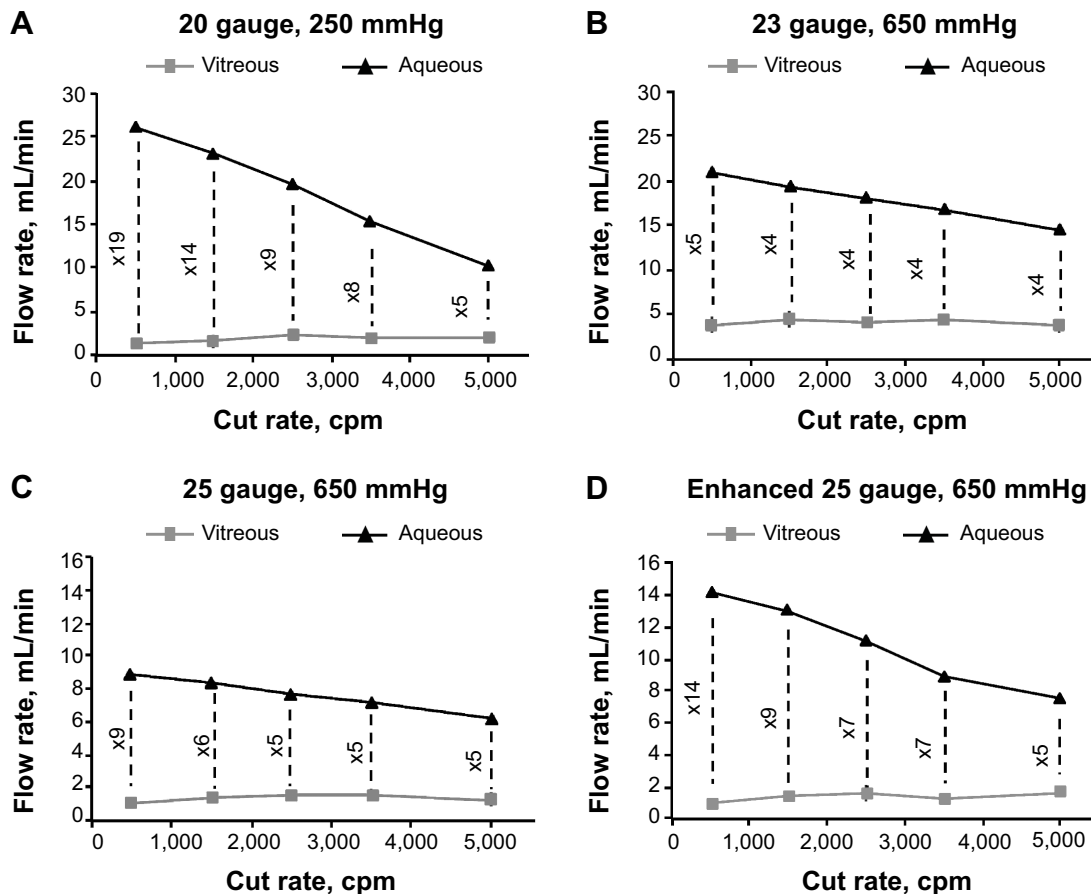 A
20 gauge, 250 mmHg
Vitreous Aqueous
Flow rate, mL/min
30
25
20
15
10
5
0
x19 x14 x9 x8 x5
0 1,000 2,000 3,000 4,000 5,000
Cut rate, cpm
B
23 gauge, 650 mmHg
Vitreous Aqueous
Flow rate, mL/min
30
25
20
15
10
5
0
x5 x4 x4 x4 x4
0 1,000 2,000 3,000 4,000 5,000
Cut rate, cpm
C
25 gauge, 650 mmHg
Vitreous Aqueous
Flow rate, mL/min
16
14
12
10
8
6
4
2
0
x9 x6 x5 x5 x5
0 1,000 2,000 3,000 4,000 5,000
Cut rate, cpm
D
Enhanced 25 gauge, 650 mmHg
Vitreous Aqueous
Flow rate, mL/min
16
14
12
10
8
6
4
2
0
x14 x9 x7 x7 x5
0 1,000 2,000 3,000 4,000 5,000
Cut rate, cpm